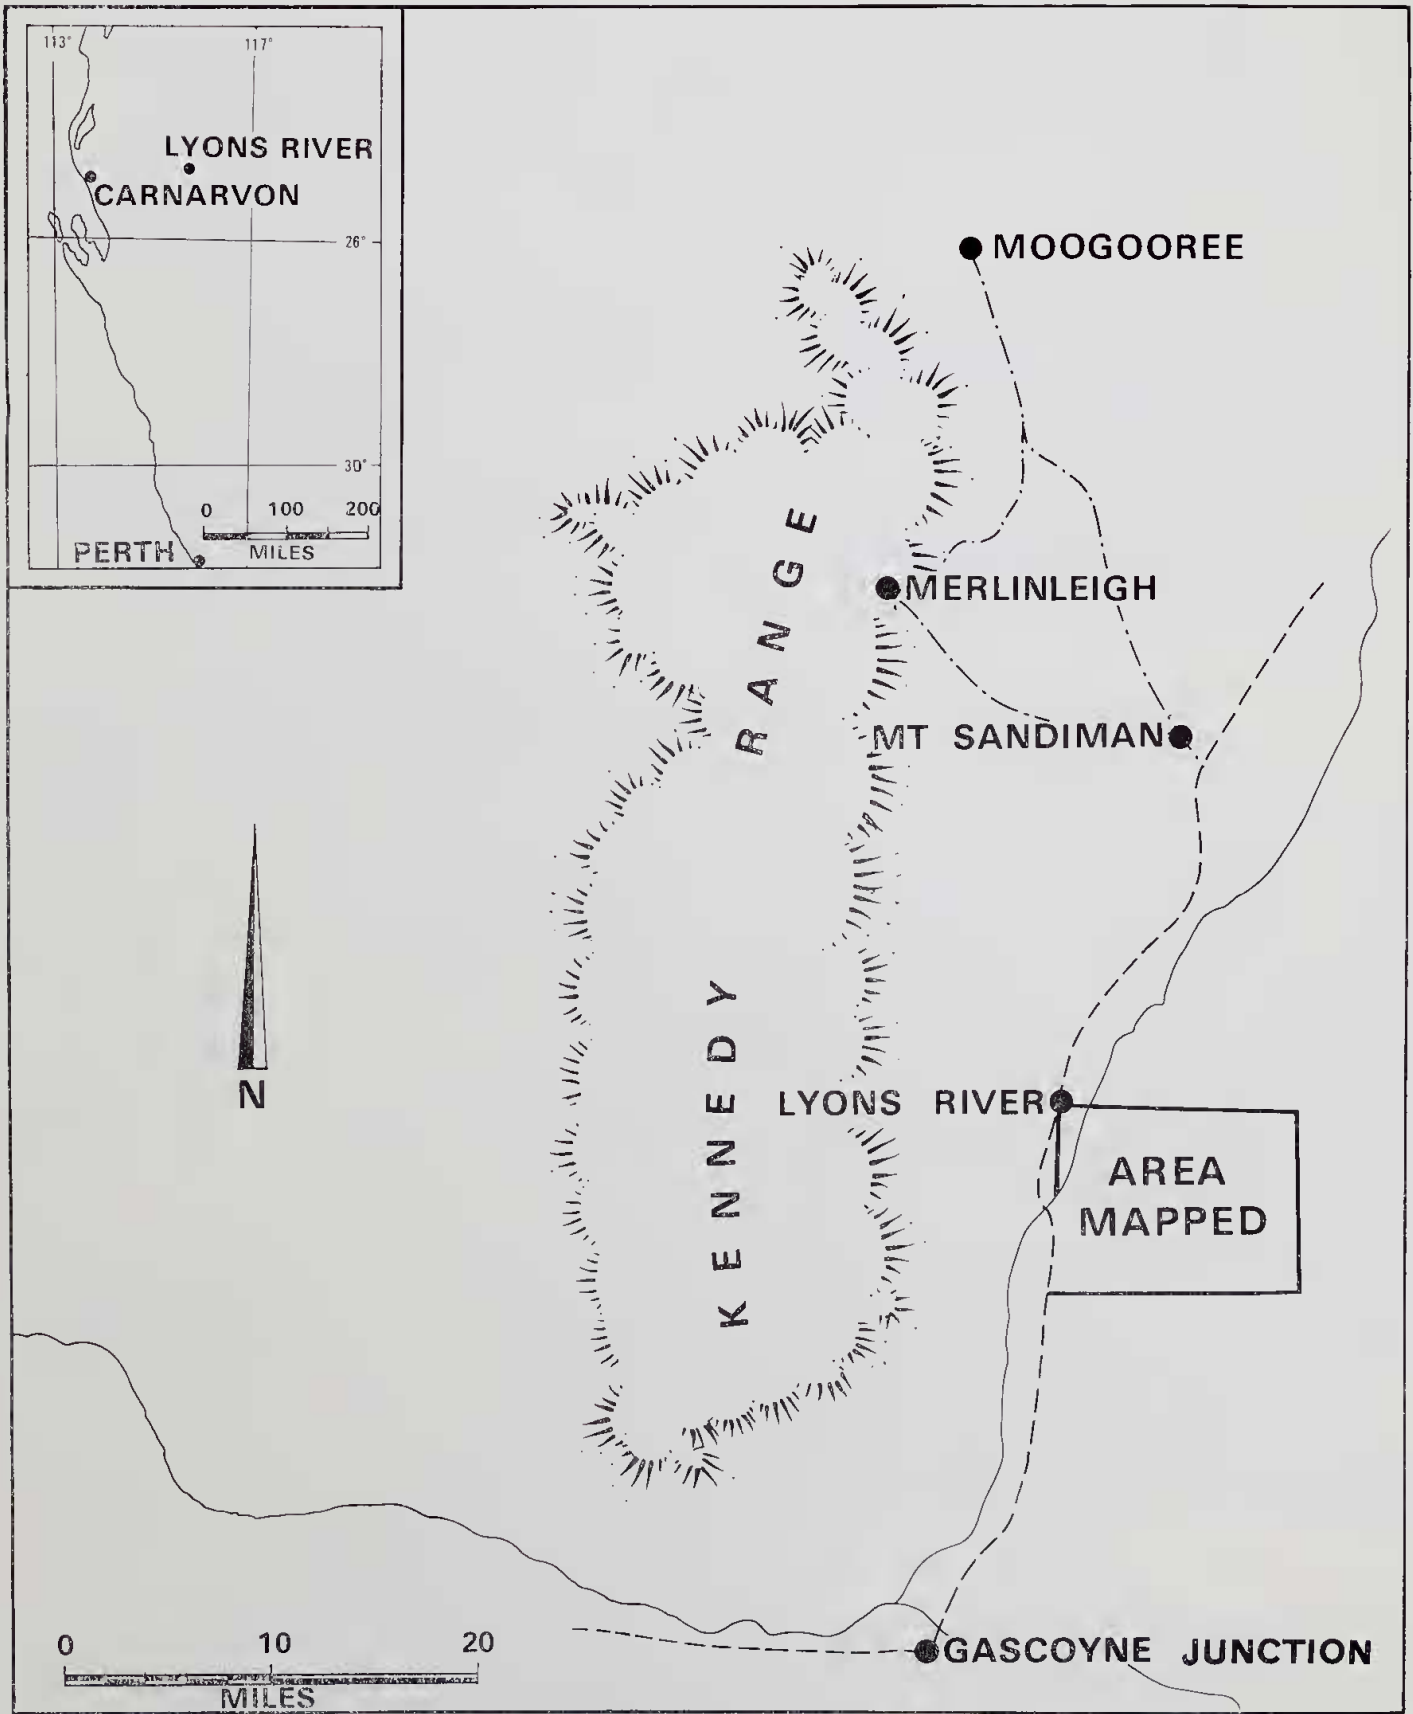 113° 117°
LYONS RIVER
CARNARVON
26°
30°
0 100 200
MILES
PERTH
MOOGOOREE
MERLINLEIGH
MT SANDIMAN
KENNEDY RANGE
N
LYONS RIVER
AREA
MAPPED
0 10 20
MILES
GASCOYNE JUNCTION